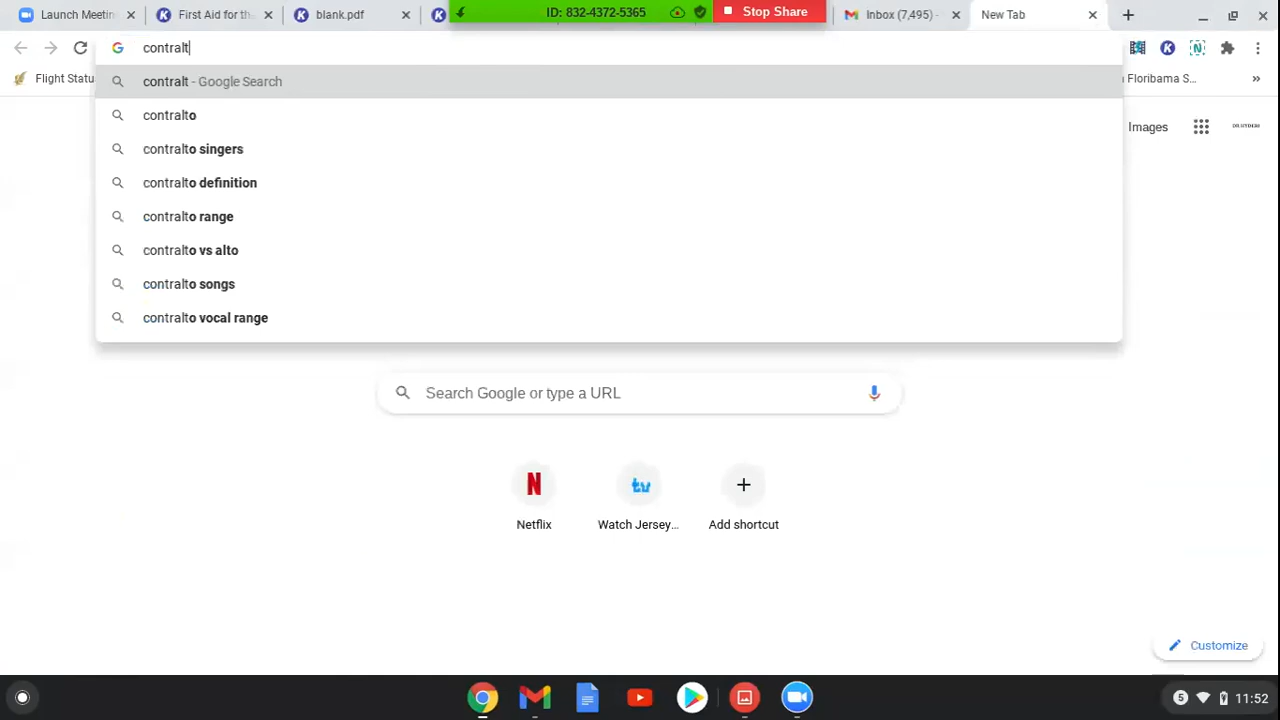 Launch Meetin
First Aid for the
blank.pdf
ID: 832-4372-5365
Stop Share
Inbox (7,495) -
New Tab
contralt
Flight Statu
Floribama S...
»
contralt - Google Search
contralto
contralto singers
contralto definition
contralto range
contralto vs alto
contralto songs
contralto vocal range
Images
Search Google or type a URL
Netflix
Watch Jersey...
Add shortcut
Customize
5
11:52